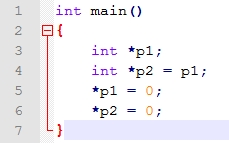 1 int main()
2 {
3 int *p1;
4 int *p2 = p1;
5 *p1 = 0;
6 *p2 = 0;
7 }